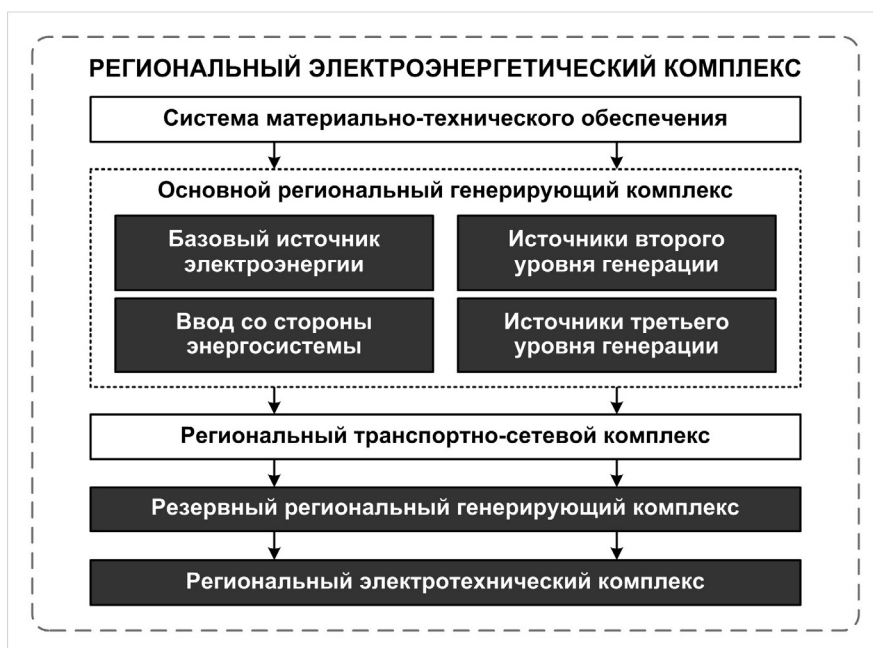 РЕГИОНАЛЬНЫЙ ЭЛЕКТРОЭНЕРГЕТИЧЕСКИЙ КОМПЛЕКС
Система материально-технического обеспечения
Основной региональный генерирующий комплекс
Базовый источник
электроэнергии
Источники второго
уровня генерации
Ввод со стороны
энергосистемы
Источники третьего
уровня генерации
Региональный транспортно-сетевой комплекс
Резервный региональный генерирующий комплекс
Региональный электротехнический комплекс